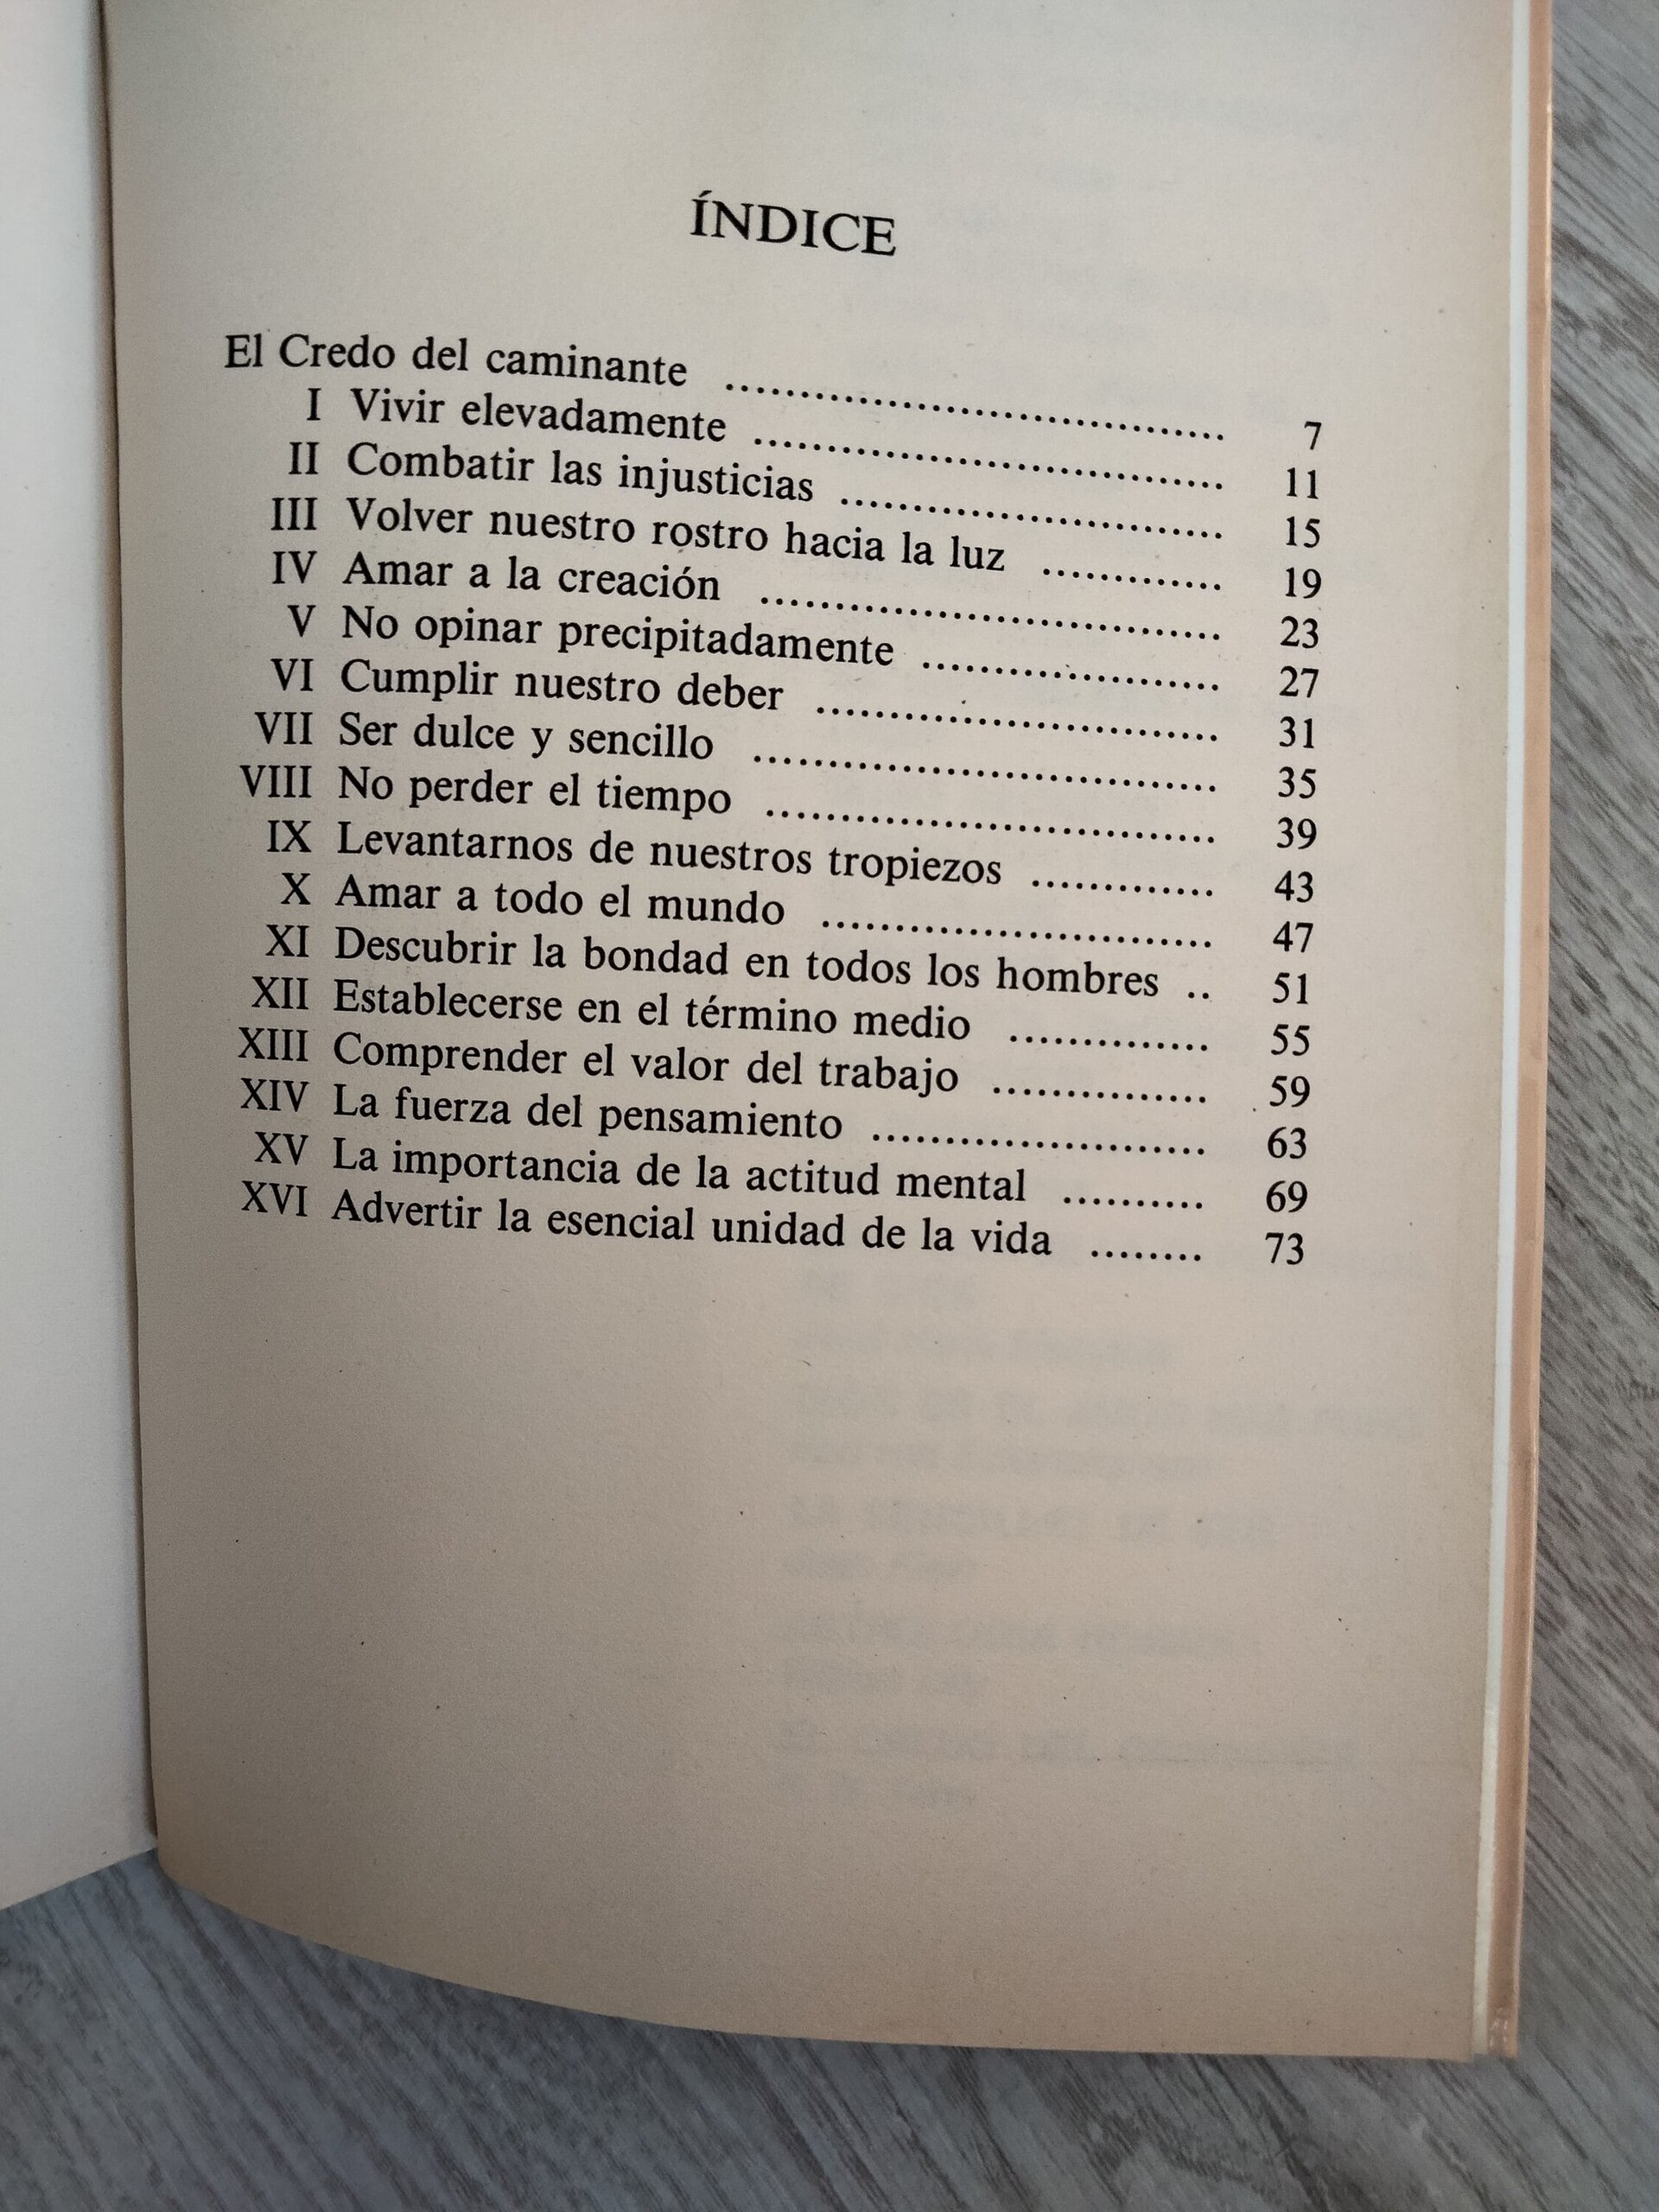 ÍNDICE
El Credo del caminante ........................................ 7
I Vivir elevadamente ...................................... 11
II Combatir las injusticias ............................... 15
III Volver nuestro rostro hacia la luz ............. 19
IV Amar a la creación .................................... 23
V No opinar precipitadamente ....................... 27
VI Cumplir nuestro deber ............................... 31
VII Ser dulce y sencillo ..................................... 35
VIII No perder el tiempo .................................... 39
IX Levantarnos de nuestros tropiezos ............. 43
X Amar a todo el mundo ............................... 47
XI Descubrir la bondad en todos los hombres .. 51
XII Establecerse en el término medio .............. 55
XIII Comprender el valor del trabajo ............... 59
XIV La fuerza del pensamiento ........................ 63
XV La importancia de la actitud mental .......... 69
XVI Advertir la esencial unidad de la vida ........ 73